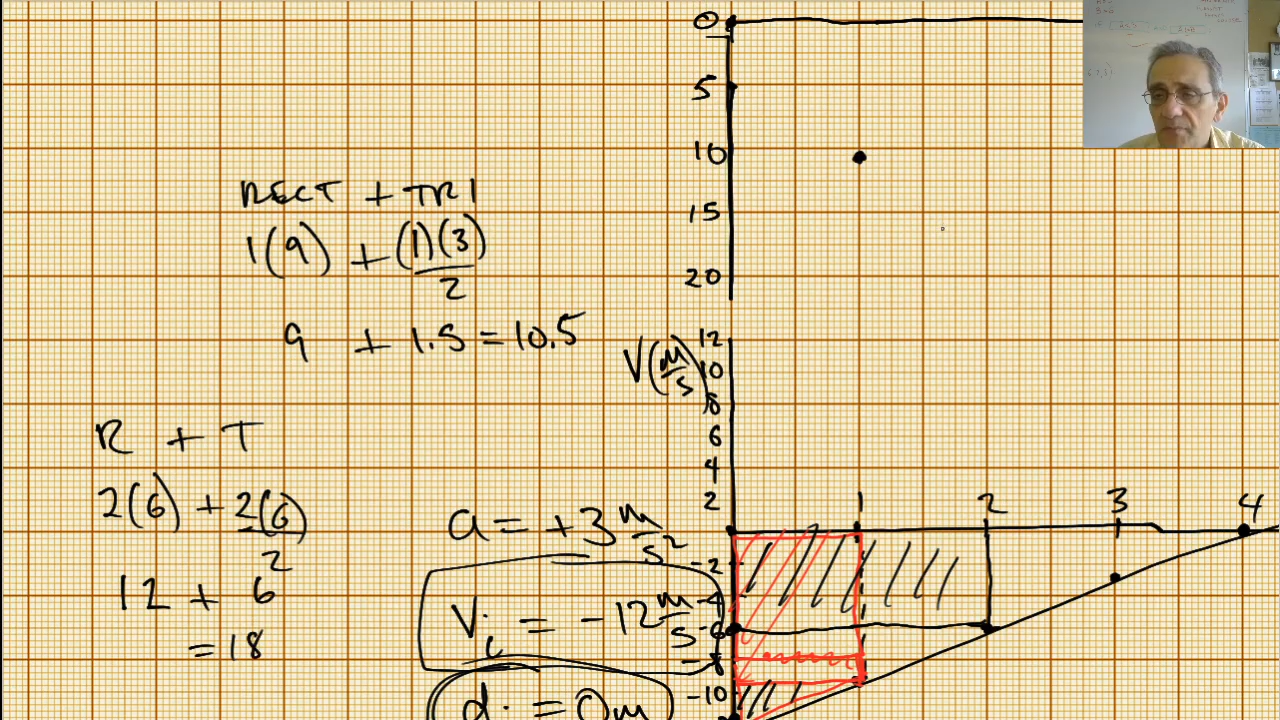 0
5
10
15
20
RECT + TRI
1(9) + (1)(3)
2
9 + 1.5 = 10.5
V(m/s)
12
10
8
6
4
2
R + T
2(6) + 2(6)
2
12 + 6
= 18
1 2 3 4
a = +3 m/s²
Vi = -12 m/s
di = 0m
-2
-4
-6
-8
-10